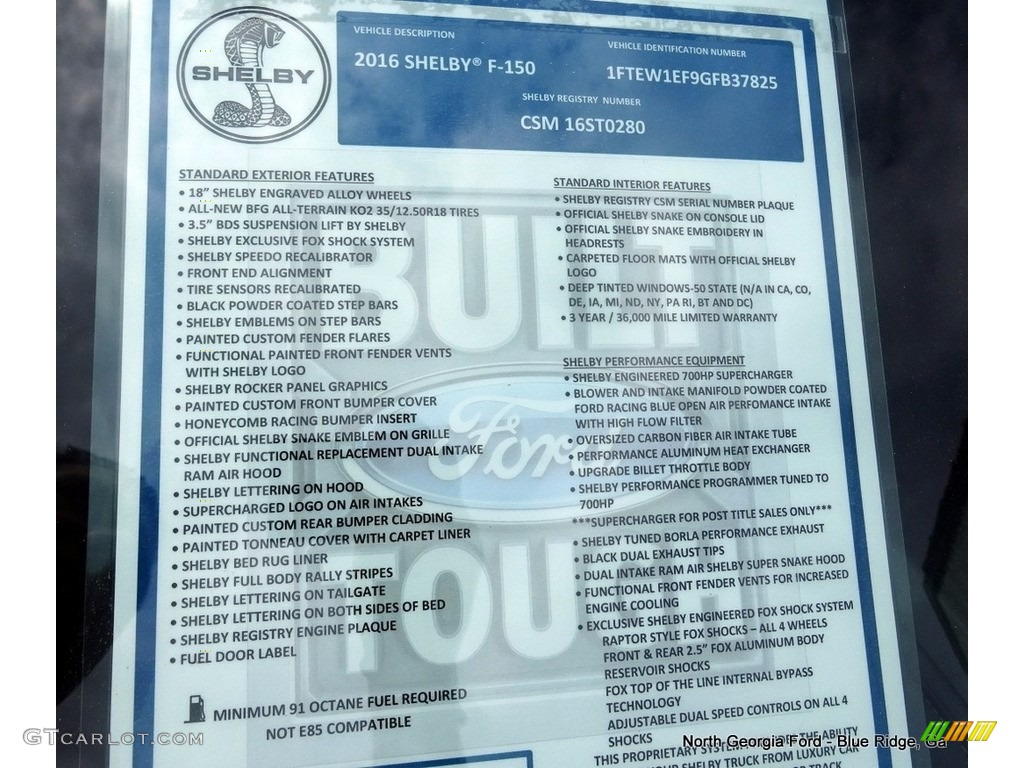 SHELBY
VEHICLE DESCRIPTION
2016 SHELBY® F-150
VEHICLE IDENTIFICATION NUMBER
1FTEW1EF9GFB37825
SHELBY REGISTRY NUMBER
CSM 16ST0280
STANDARD EXTERIOR FEATURES
• 18" SHELBY ENGRAVED ALLOY WHEELS
• ALL-NEW BFG ALL-TERRAIN KO2 35/12.50R18 TIRES
• 3.5" BDS SUSPENSION LIFT BY SHELBY
• SHELBY EXCLUSIVE FOX SHOCK SYSTEM
• SHELBY SPEEDO RECALIBRATOR
• FRONT END ALIGNMENT
• TIRE SENSORS RECALIBRATED
• BLACK POWDER COATED STEP BARS
• SHELBY EMBLEMS ON STEP BARS
• PAINTED CUSTOM FENDER FLARES
• FUNCTIONAL PAINTED FRONT FENDER VENTS
WITH SHELBY LOGO
• SHELBY ROCKER PANEL GRAPHICS
• PAINTED CUSTOM FRONT BUMPER COVER
• HONEYCOMB RACING BUMPER INSERT
• OFFICIAL SHELBY SNAKE EMBLEM ON GRILLE
• SHELBY FUNCTIONAL REPLACEMENT DUAL INTAKE
RAM AIR HOOD
• SHELBY LETTERING ON HOOD
• SUPERCHARGED LOGO ON AIR INTAKES
• PAINTED CUSTOM REAR BUMPER CLADDING
• PAINTED TONNEAU COVER WITH CARPET LINER
• SHELBY BED RUG LINER
• SHELBY FULL BODY RALLY STRIPES
• SHELBY LETTERING ON TAILGATE
• SHELBY LETTERING ON BOTH SIDES OF BED
• SHELBY REGISTRY ENGINE PLAQUE
• FUEL DOOR LABEL
MINIMUM 91 OCTANE FUEL REQUIRED
NOT E85 COMPATIBLE
STANDARD INTERIOR FEATURES
• SHELBY REGISTRY CSM SERIAL NUMBER PLAQUE
• OFFICIAL SHELBY SNAKE ON CONSOLE LID
• OFFICIAL SHELBY SNAKE EMBROIDERY IN
HEADRESTS
• CARPETED FLOOR MATS WITH OFFICIAL SHELBY
LOGO
• DEEP TINTED WINDOWS-50 STATE (N/A IN CA, CO,
DE, IA, MI, ND, NY, PA RI, BT AND DC)
• 3 YEAR / 36,000 MILE LIMITED WARRANTY
SHELBY PERFORMANCE EQUIPMENT
• SHELBY ENGINEERED 700HP SUPERCHARGER
• BLOWER AND INTAKE MANIFOLD POWDER COATED
FORD RACING BLUE OPEN AIR PERFOMANCE INTAKE
WITH HIGH FLOW FILTER
• OVERSIZED CARBON FIBER AIR INTAKE TUBE
• PERFORMANCE ALUMINUM HEAT EXCHANGER
• UPGRADE BILLET THROTTLE BODY
• SHELBY PERFORMANCE PROGRAMMER TUNED TO
700HP
***SUPERCHARGER FOR POST TITLE SALES ONLY***
• SHELBY TUNED BORLA PERFORMANCE EXHAUST
• BLACK DUAL EXHAUST TIPS
• DUAL INTAKE RAM AIR SHELBY SUPER SNAKE HOOD
• FUNCTIONAL FRONT FENDER VENTS FOR INCREASED
ENGINE COOLING
• EXCLUSIVE SHELBY ENGINEERED FOX SHOCK SYSTEM
RAPTOR STYLE FOX SHOCKS – ALL 4 WHEELS
FRONT & REAR 2.5" FOX ALUMINUM BODY
RESERVOIR SHOCKS
FOX TOP OF THE LINE INTERNAL BYPASS
TECHNOLOGY
ADJUSTABLE DUAL SPEED CONTROLS ON ALL 4
SHOCKS
THIS PROPRIETARY THE ABILITY
SHELBY TRUCK FROM LUXURY CAR
TRACK
BUILT
Ford
TOUGH
GTCARLOT.COM
North Georgia Ford - Blue Ridge, Ga